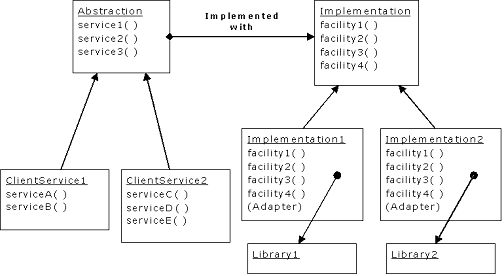 Abstraction
service1( )
service2( )
service3( )
Implemented
with
Implementation
facility1( )
facility2( )
facility3( )
facility4( )
ClientService1
serviceA( )
serviceB( )
ClientService2
serviceC( )
serviceD( )
serviceE( )
Implementation1
facility1( )
facility2( )
facility3( )
facility4( )
(Adapter)
Implementation2
facility1( )
facility2( )
facility3( )
facility4( )
(Adapter)
Library1
Library2